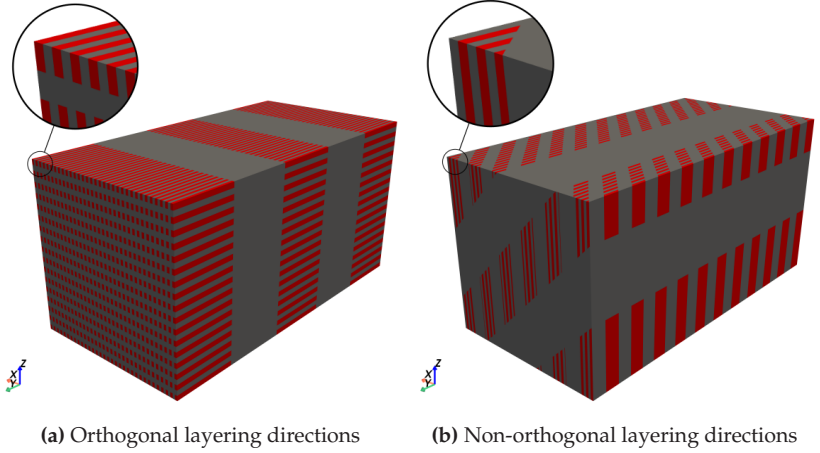 Z
X
Y
Z
X
Y
(a) Orthogonal layering directions
(b) Non-orthogonal layering directions